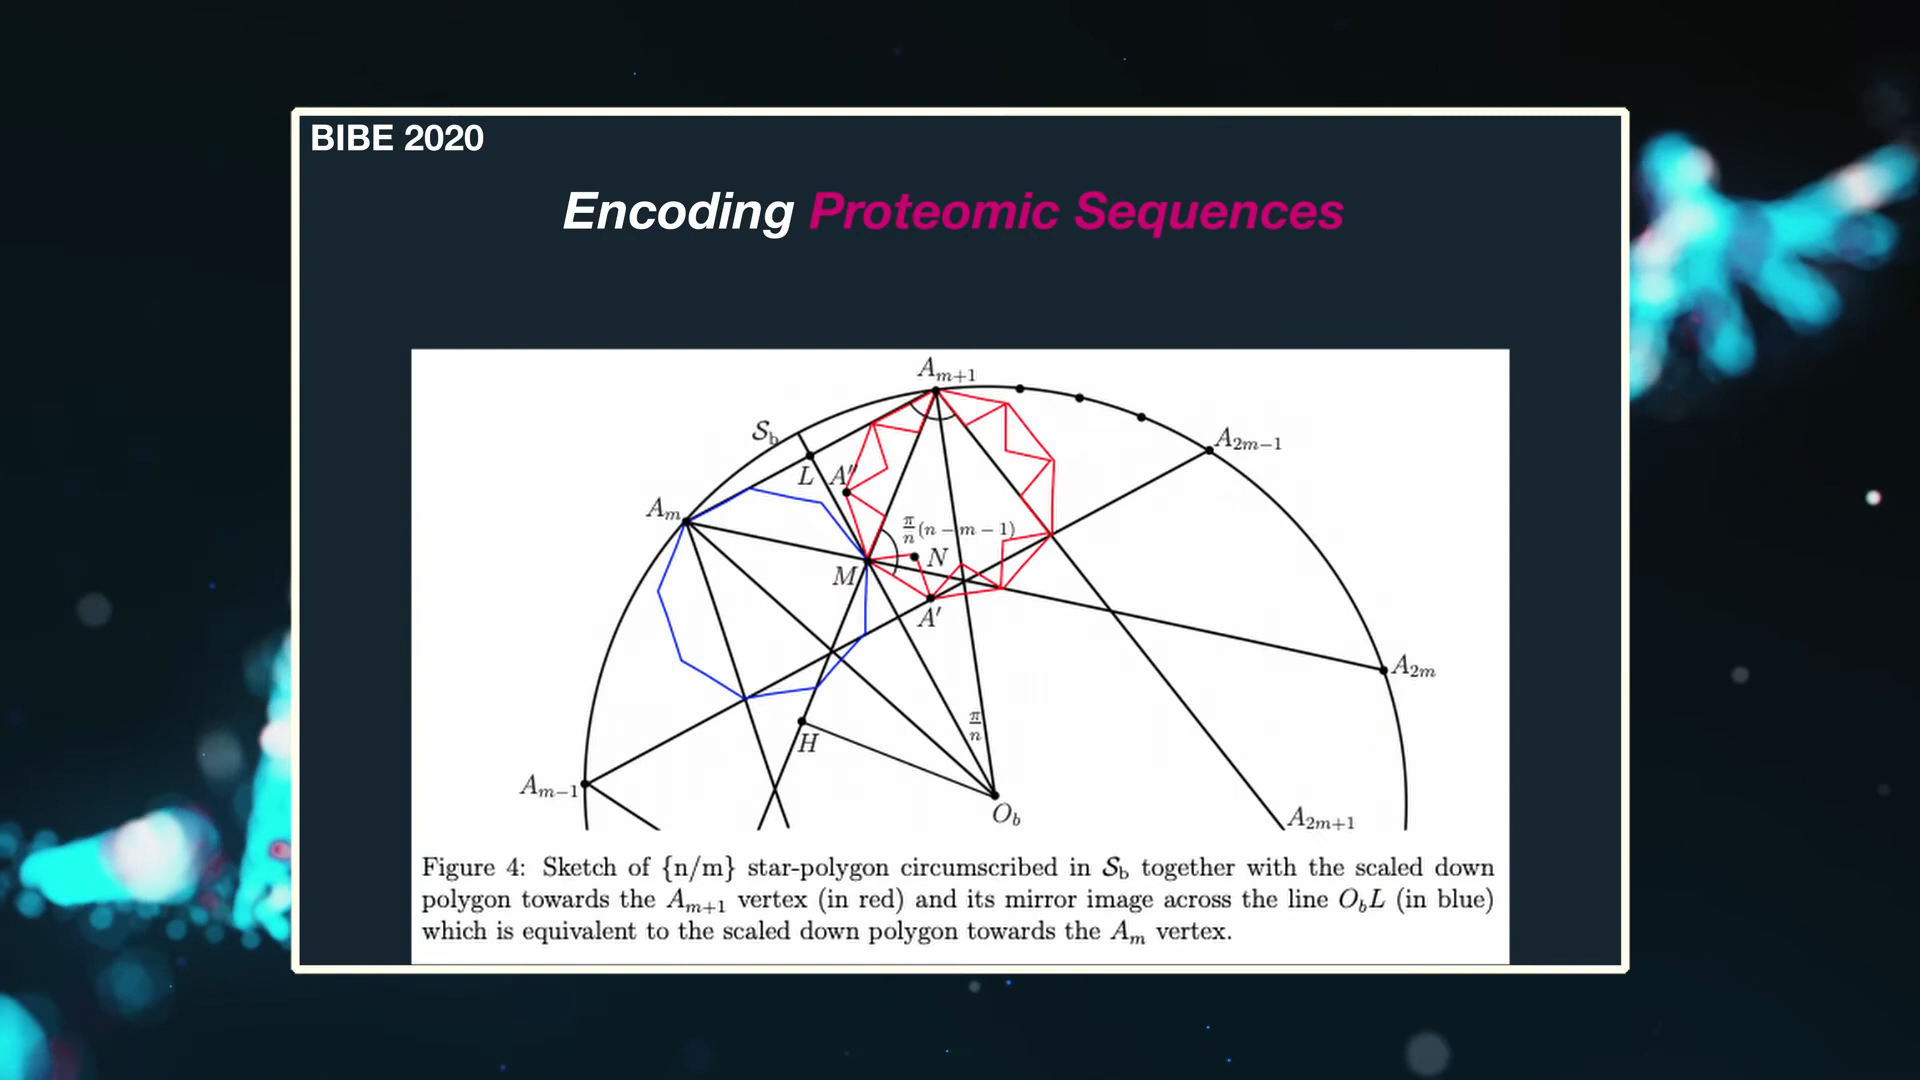 BIBE 2020
Encoding Proteomic Sequences
A_{m+1}
S_b
A_{2m−1}
L A″
A_m
π/n (n − m − 1)
N
M
A′
A_{2m}
π/n
H
A_{m−1}
O_b
A_{2m+1}
Figure 4: Sketch of {n/m} star-polygon circumscribed in S_b together with the scaled down
polygon towards the A_{m+1} vertex (in red) and its mirror image across the line O_bL (in blue)
which is equivalent to the scaled down polygon towards the A_m vertex.